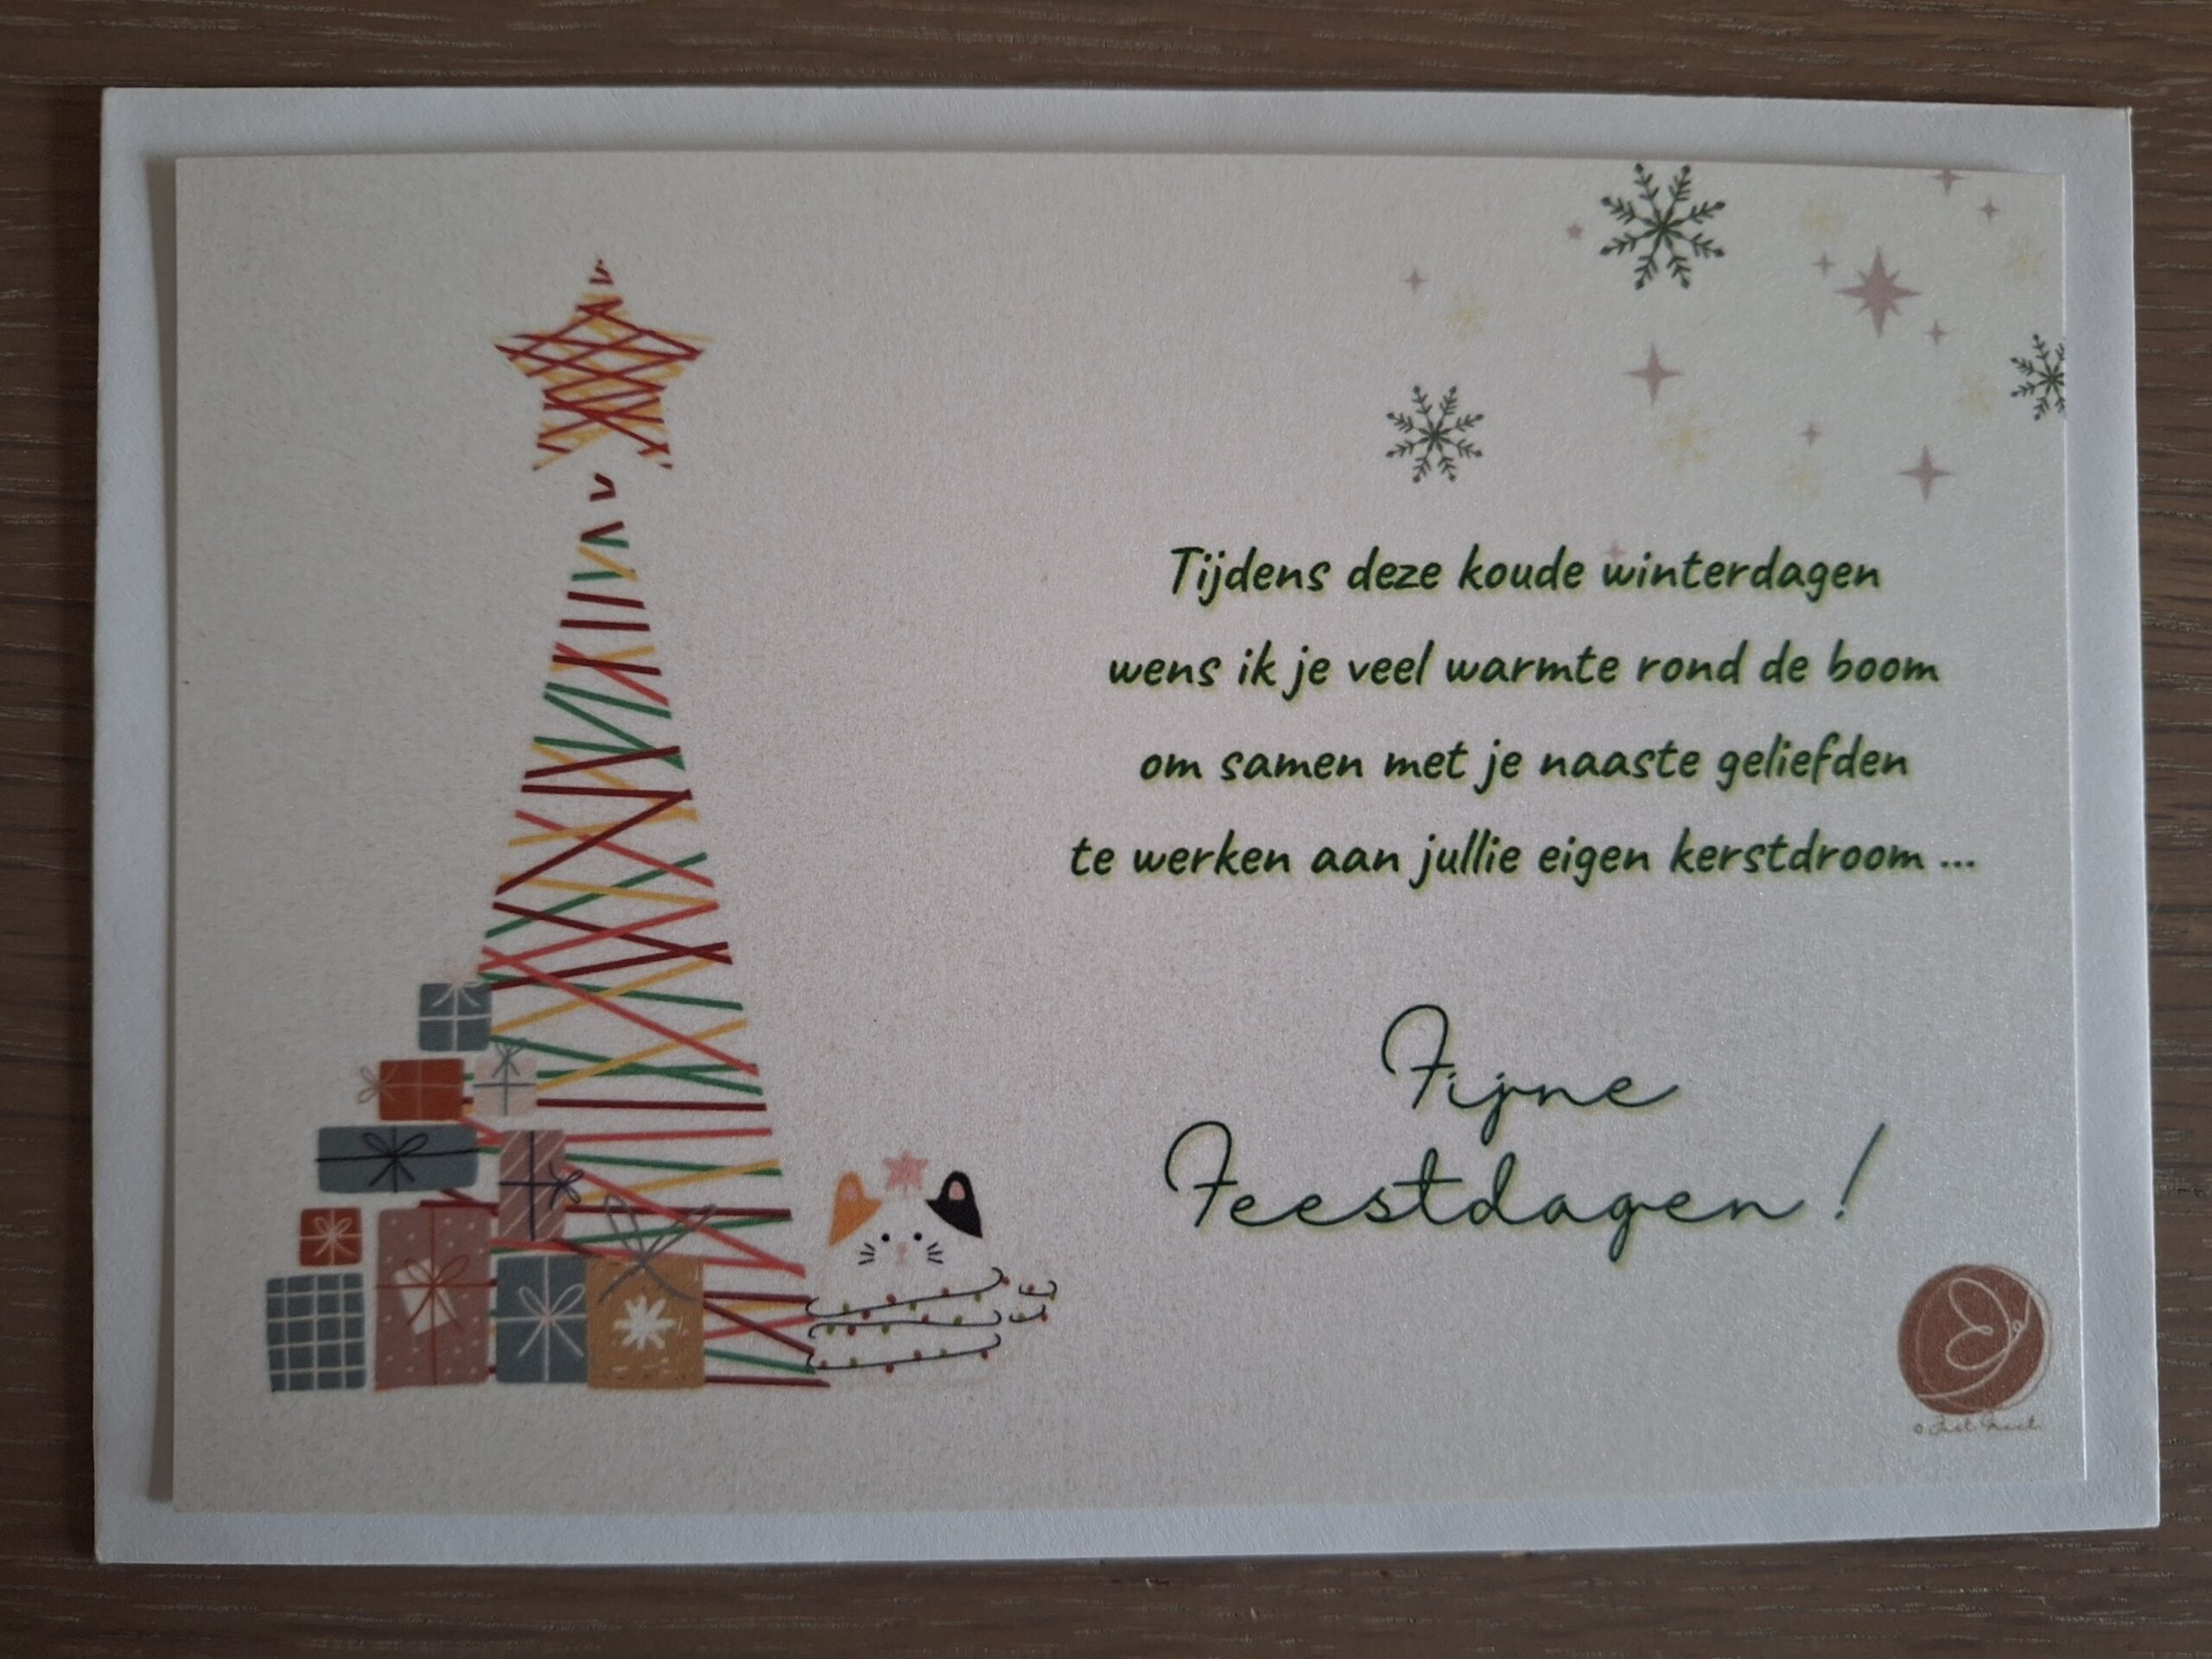 Tijdens deze koude winterdagen
wens ik je veel warmte rond de boom
om samen met je naaste geliefden
te werken aan jullie eigen kerstdroom ...
Fijne
Feestdagen !